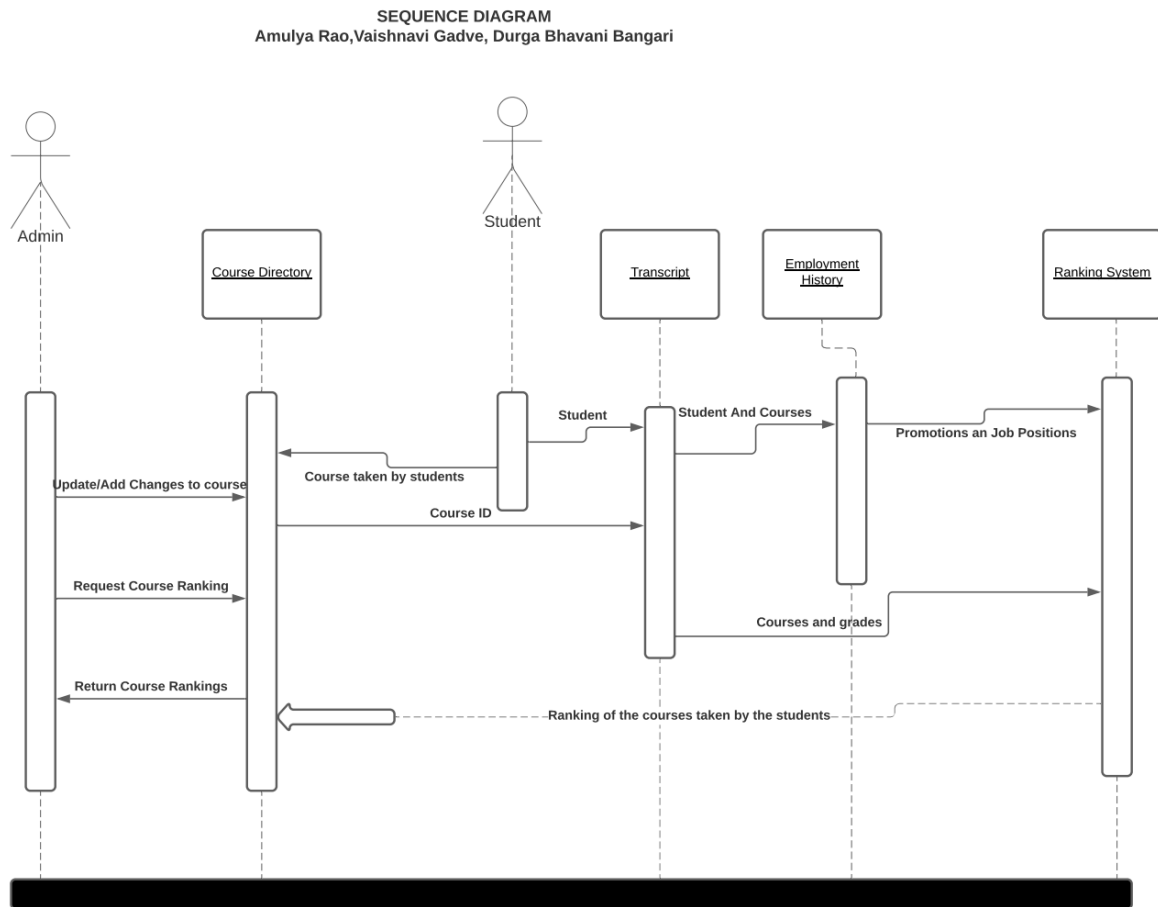 SEQUENCE DIAGRAM
Amulya Rao,Vaishnavi Gadve, Durga Bhavani Bangari
Admin
Student
Course Directory
Transcript
Employment
History
Ranking System
Student
Student And Courses
Promotions an Job Positions
Course taken by students
Update/Add Changes to course
Course ID
Request Course Ranking
Courses and grades
Return Course Rankings
Ranking of the courses taken by the students